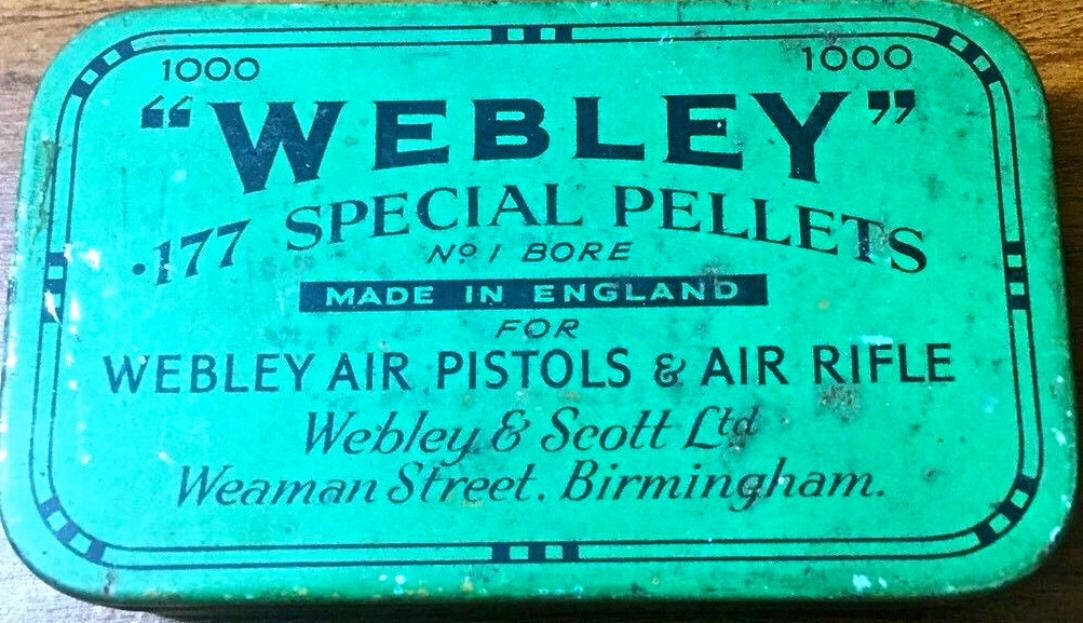 1000 1000
“WEBLEY”
·177 SPECIAL PELLETS
Nº 1 BORE
MADE IN ENGLAND
FOR
WEBLEY AIR PISTOLS & AIR RIFLE
Webley & Scott Ltd
Weaman Street. Birmingham.